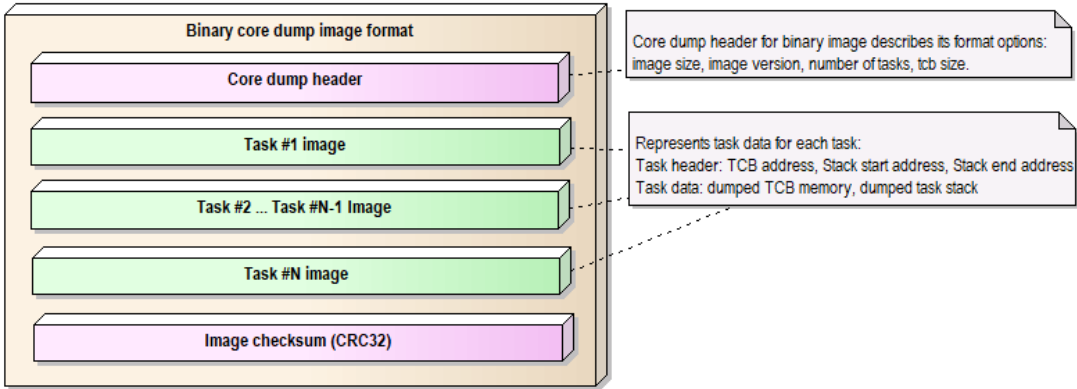 Binary core dump image format
Core dump header
Task #1 image
Task #2 ... Task #N-1 Image
Task #N image
Image checksum (CRC32)
Core dump header for binary image describes its format options:
image size, image version, number of tasks, tcb size.
Represents task data for each task:
Task header: TCB address, Stack start address, Stack end address
Task data: dumped TCB memory, dumped task stack